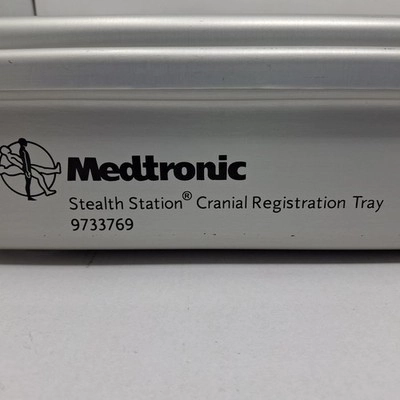 Medtronic
Stealth Station® Cranial Registration Tray
9733769